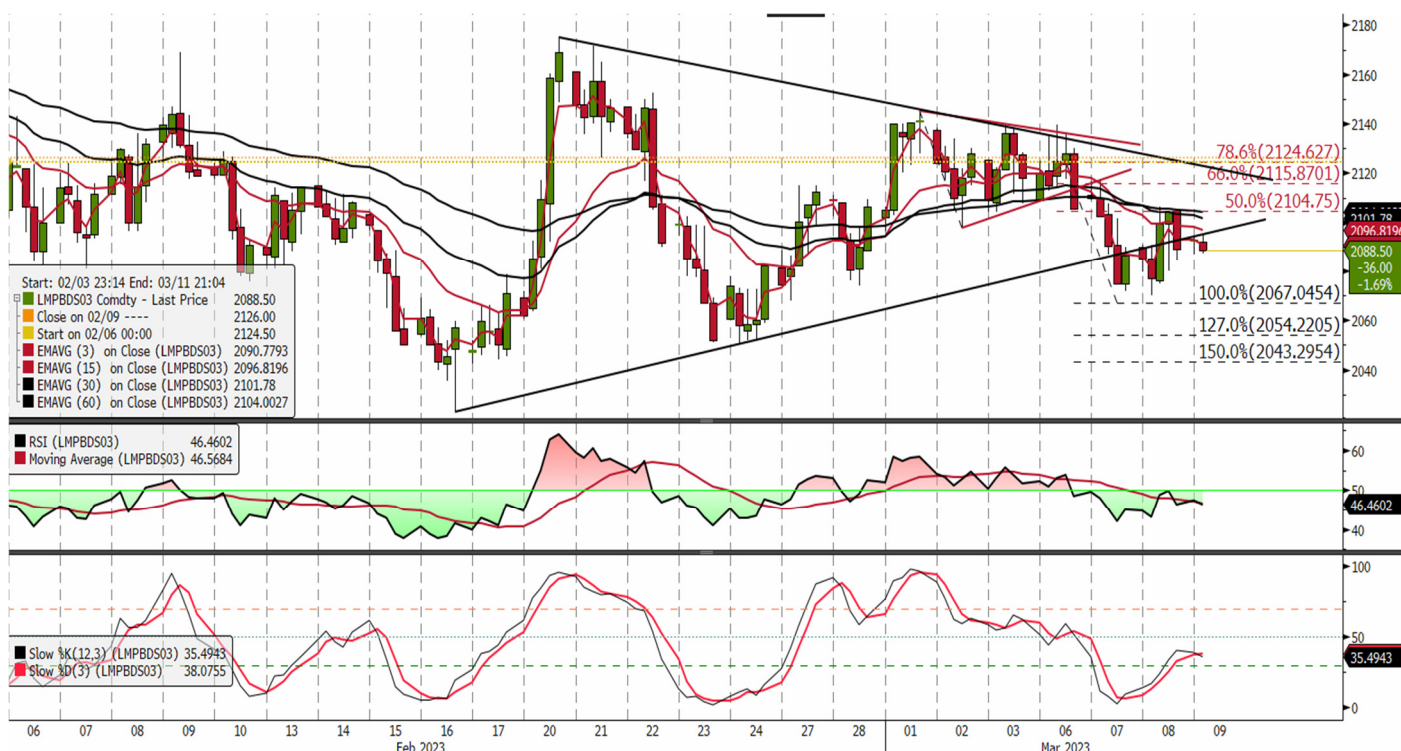 2180
2160
2140
78.6%(2124.627)
2120
66.0%(2115.8701)
50.0%(2104.75)
2101.78
2096.8196
2088.50
-36.00
-1.69%
100.0%(2067.0454)
127.0%(2054.2205)
2060
150.0%(2043.2954)
2040
Start: 02/03 23:14 End: 03/11 21:04
LMPBDS03 Comdty - Last Price 2088.50
Close on 02/09 ---- 2126.00
Start on 02/06 00:00 2124.50
EMAVG (3) on Close (LMPBDS03) 2090.7793
EMAVG (15) on Close (LMPBDS03) 2096.8196
EMAVG (30) on Close (LMPBDS03) 2101.78
EMAVG (60) on Close (LMPBDS03) 2104.0027
RSI (LMPBDS03) 46.4602
Moving Average (LMPBDS03) 46.5684
60
50
46.4602
40
100
50
Slow %K(12,3) (LMPBDS03) 35.4943
Slow %D(3) (LMPBDS03) 38.0755
35.4943
0
06 07 08 09 10 13 14 15 16 17 20 21 22 23 24 27 28 01 02 03 06 07 08 09
Feb 2023 Mar 2023